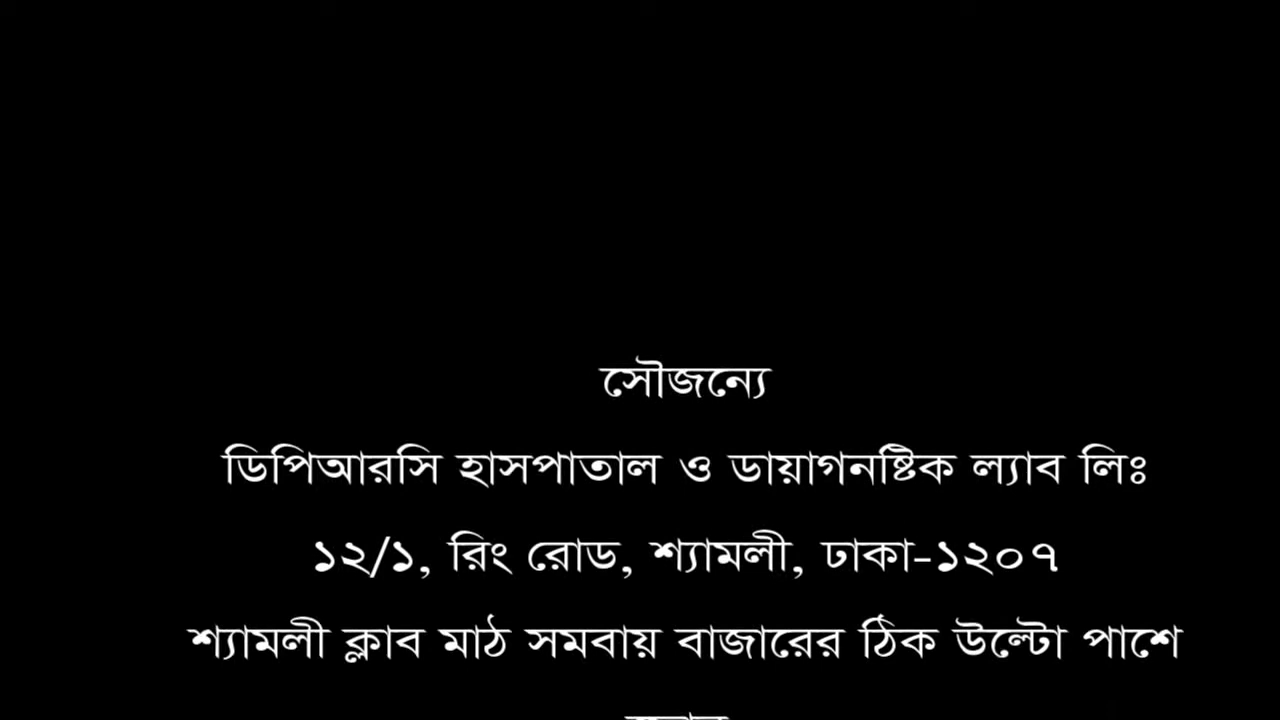 সৌজন্যে
ডিপিআরসি হাসপাতাল ও ডায়াগনষ্টিক ল্যাব লিঃ
১২/১, রিং রোড, শ্যামলী, ঢাকা-১২০৭
শ্যামলী ক্লাব মাঠ সমবায় বাজারের ঠিক উল্টো পাশে